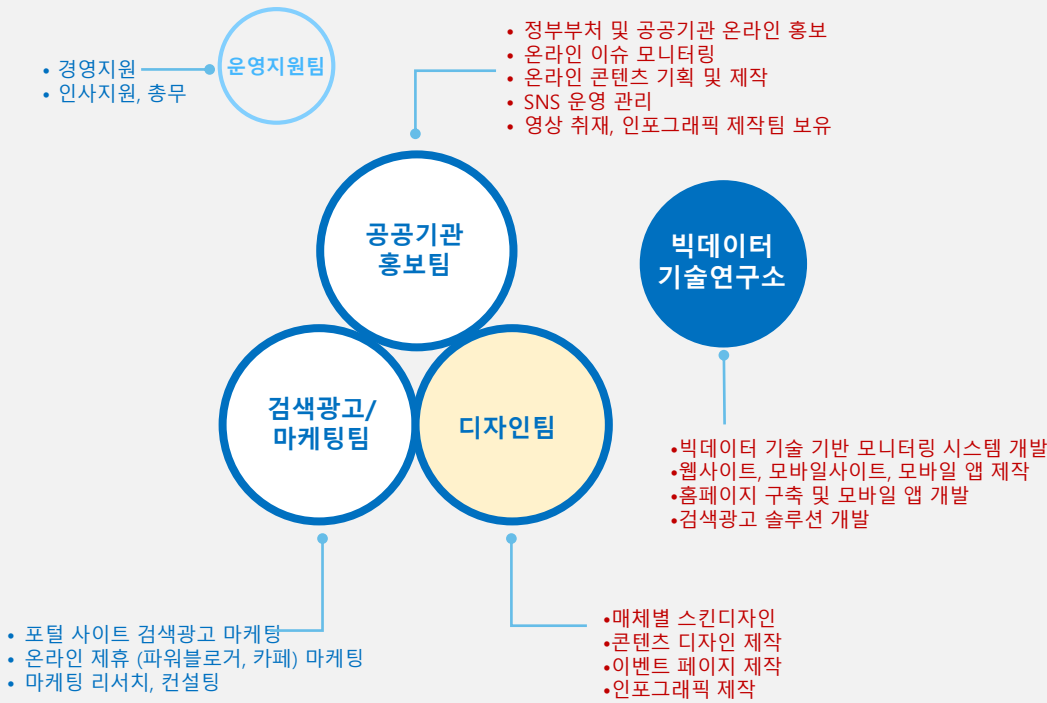 운영지원팀
• 경영지원
• 인사지원, 총무
• 정부부처 및 공공기관 온라인 홍보
• 온라인 이슈 모니터링
• 온라인 콘텐츠 기획 및 제작
• SNS 운영 관리
• 영상 취재, 인포그래픽 제작팀 보유
공공기관
홍보팀
빅데이터
기술연구소
검색광고/
마케팅팀
디자인팀
•빅데이터 기술 기반 모니터링 시스템 개발
•웹사이트, 모바일사이트, 모바일 앱 제작
•홈페이지 구축 및 모바일 앱 개발
•검색광고 솔루션 개발
• 포털 사이트 검색광고 마케팅
• 온라인 제휴 (파워블로거, 카페) 마케팅
• 마케팅 리서치, 컨설팅
•매체별 스킨디자인
•콘텐츠 디자인 제작
•이벤트 페이지 제작
•인포그래픽 제작